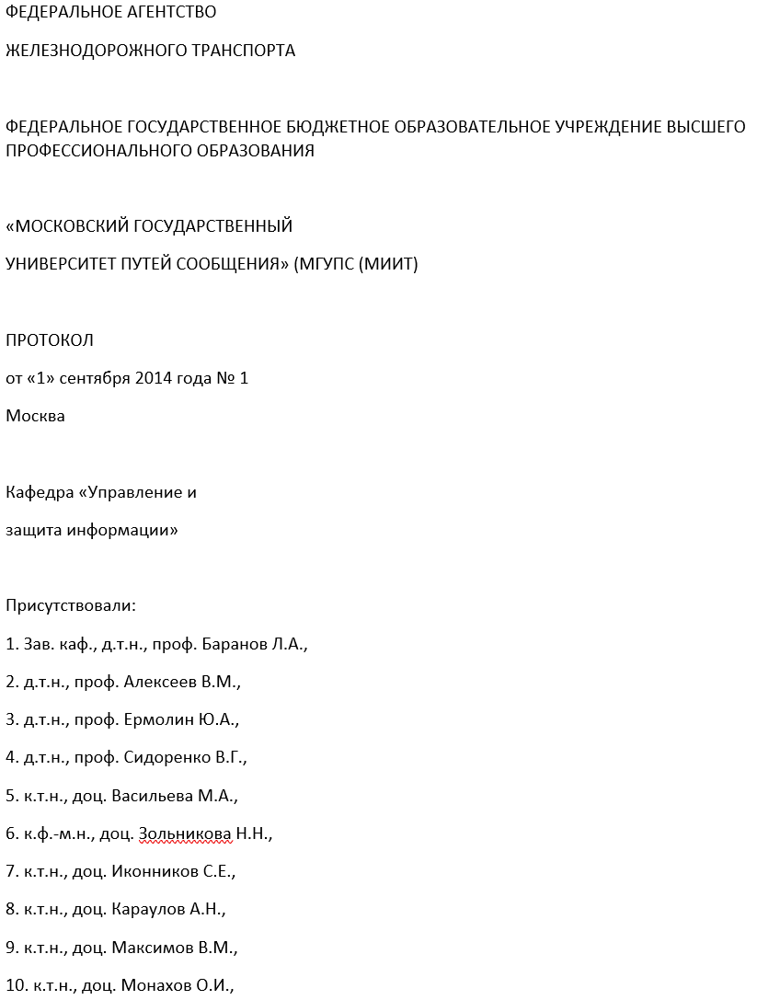 ФЕДЕРАЛЬНОЕ АГЕНТСТВО
ЖЕЛЕЗНОДОРОЖНОГО ТРАНСПОРТА
ФЕДЕРАЛЬНОЕ ГОСУДАРСТВЕННОЕ БЮДЖЕТНОЕ ОБРАЗОВАТЕЛЬНОЕ УЧРЕЖДЕНИЕ ВЫСШЕГО
ПРОФЕССИОНАЛЬНОГО ОБРАЗОВАНИЯ
«МОСКОВСКИЙ ГОСУДАРСТВЕННЫЙ
УНИВЕРСИТЕТ ПУТЕЙ СООБЩЕНИЯ» (МГУПС (МИИТ)
ПРОТОКОЛ
от «1» сентября 2014 года № 1
Москва
Кафедра «Управление и
защита информации»
Присутствовали:
1. Зав. каф., д.т.н., проф. Баранов Л.А.,
2. д.т.н., проф. Алексеев В.М.,
3. д.т.н., проф. Ермолин Ю.А.,
4. д.т.н., проф. Сидоренко В.Г.,
5. к.т.н., доц. Васильева М.А.,
6. к.ф.-м.н., доц. Зольникова Н.Н.,
7. к.т.н., доц. Иконников С.Е.,
8. к.т.н., доц. Караулов А.Н.,
9. к.т.н., доц. Максимов В.М.,
10. к.т.н., доц. Монахов О.И.,